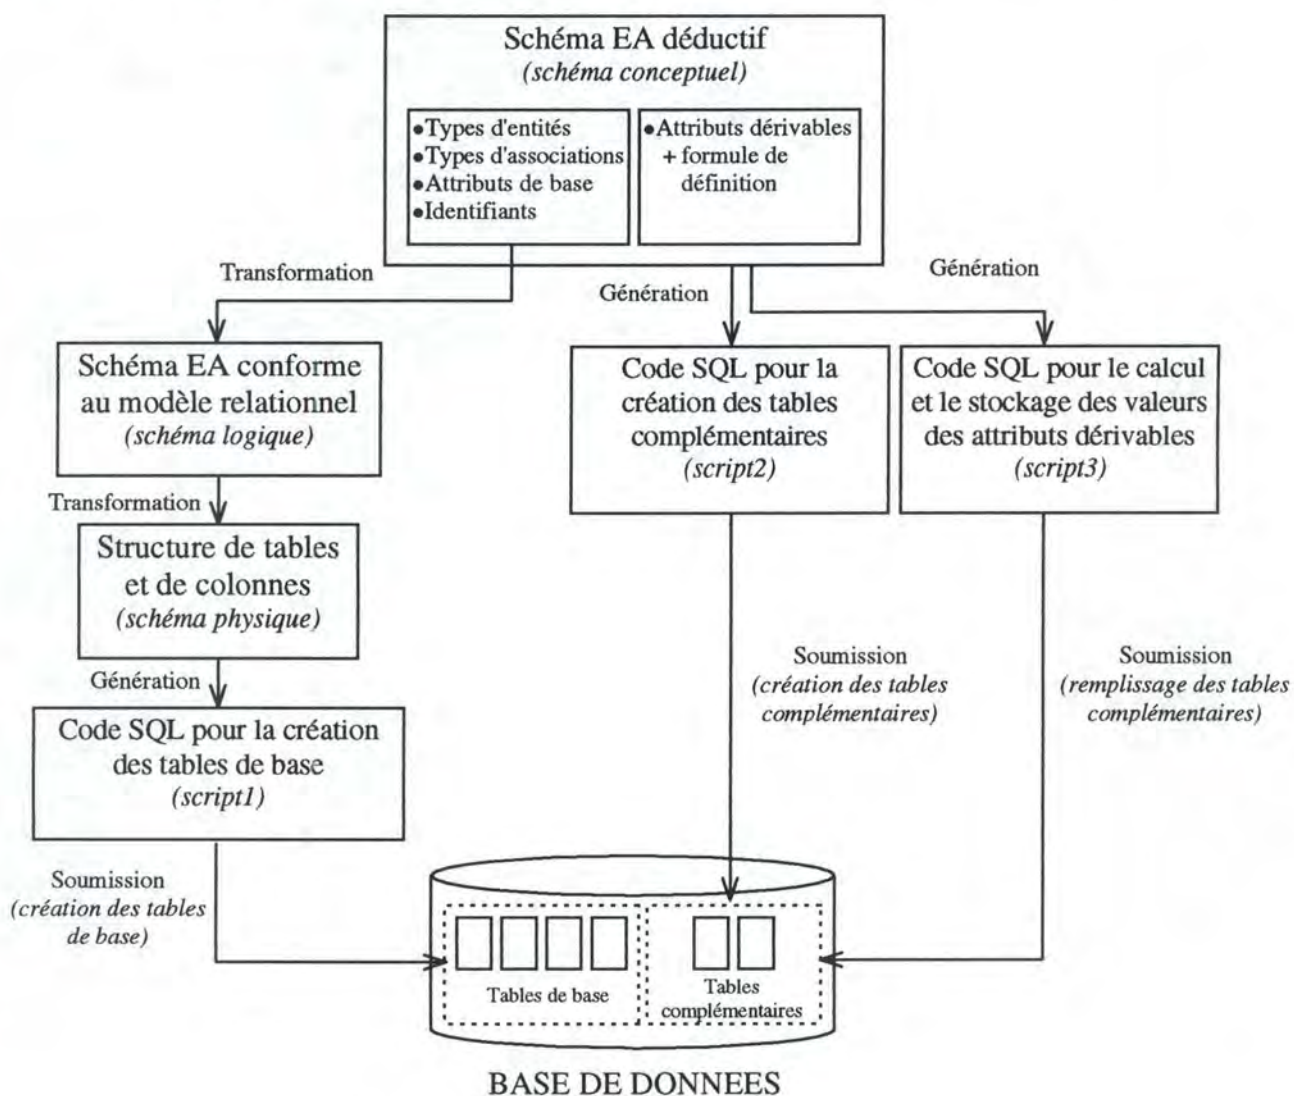 Schéma EA déductif
(schéma conceptuel)
●Types d'entités
●Types d'associations
●Attributs de base
●Identifiants
●Attributs dérivables
+ formule de
définition
Transformation
Génération
Génération
Schéma EA conforme
au modèle relationnel
(schéma logique)
Code SQL pour la
création des tables
complémentaires
(script2)
Code SQL pour le calcul
et le stockage des valeurs
des attributs dérivables
(script3)
Transformation
Structure de tables
et de colonnes
(schéma physique)
Génération
Code SQL pour la création
des tables de base
(script1)
Soumission
(création des tables
complémentaires)
Soumission
(remplissage des tables
complémentaires)
Soumission
(création des tables
de base)
Tables de base
Tables
complémentaires
BASE DE DONNEES